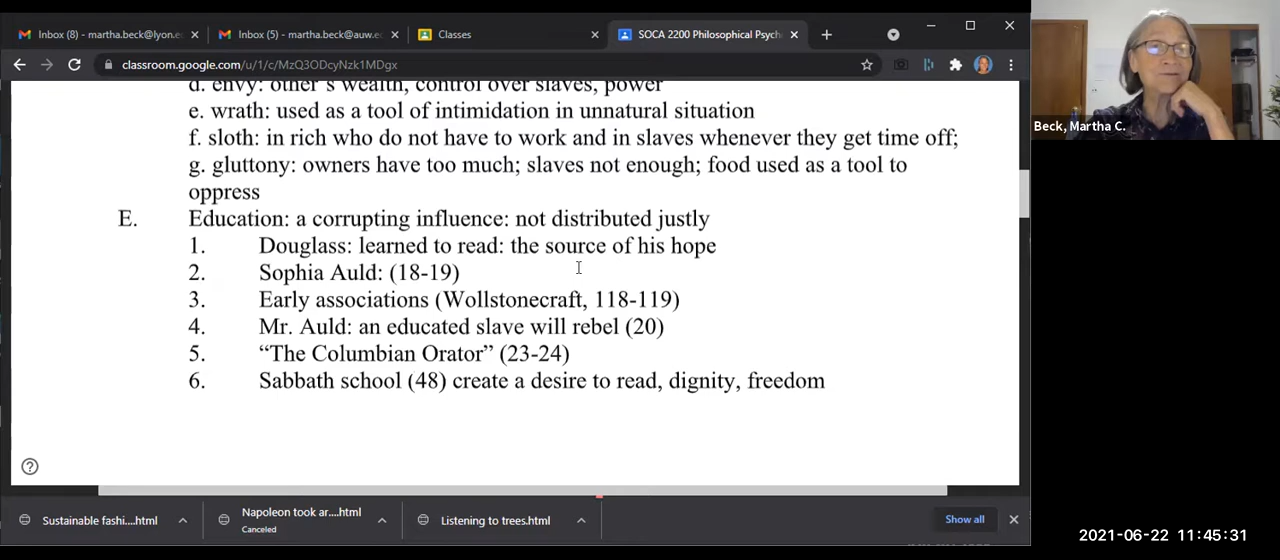 Inbox (8) - martha.beck@lyon.e
Inbox (5) - martha.beck@auw.e
Classes
SOCA 2200 Philosophical Psych
classroom.google.com/u/1/c/MzQ3ODcyNzk1MDgx
Beck, Martha C.
d. envy: other's wealth, control over slaves, power
e. wrath: used as a tool of intimidation in unnatural situation
f. sloth: in rich who do not have to work and in slaves whenever they get time off;
g. gluttony: owners have too much; slaves not enough; food used as a tool to
oppress
E. Education: a corrupting influence: not distributed justly
1. Douglass: learned to read: the source of his hope
2. Sophia Auld: (18-19)
3. Early associations (Wollstonecraft, 118-119)
4. Mr. Auld: an educated slave will rebel (20)
5. “The Columbian Orator” (23-24)
6. Sabbath school (48) create a desire to read, dignity, freedom
Sustainable fashi....html
Napoleon took ar....html
Canceled
Listening to trees.html
Show all
2021-06-22 11:45:31